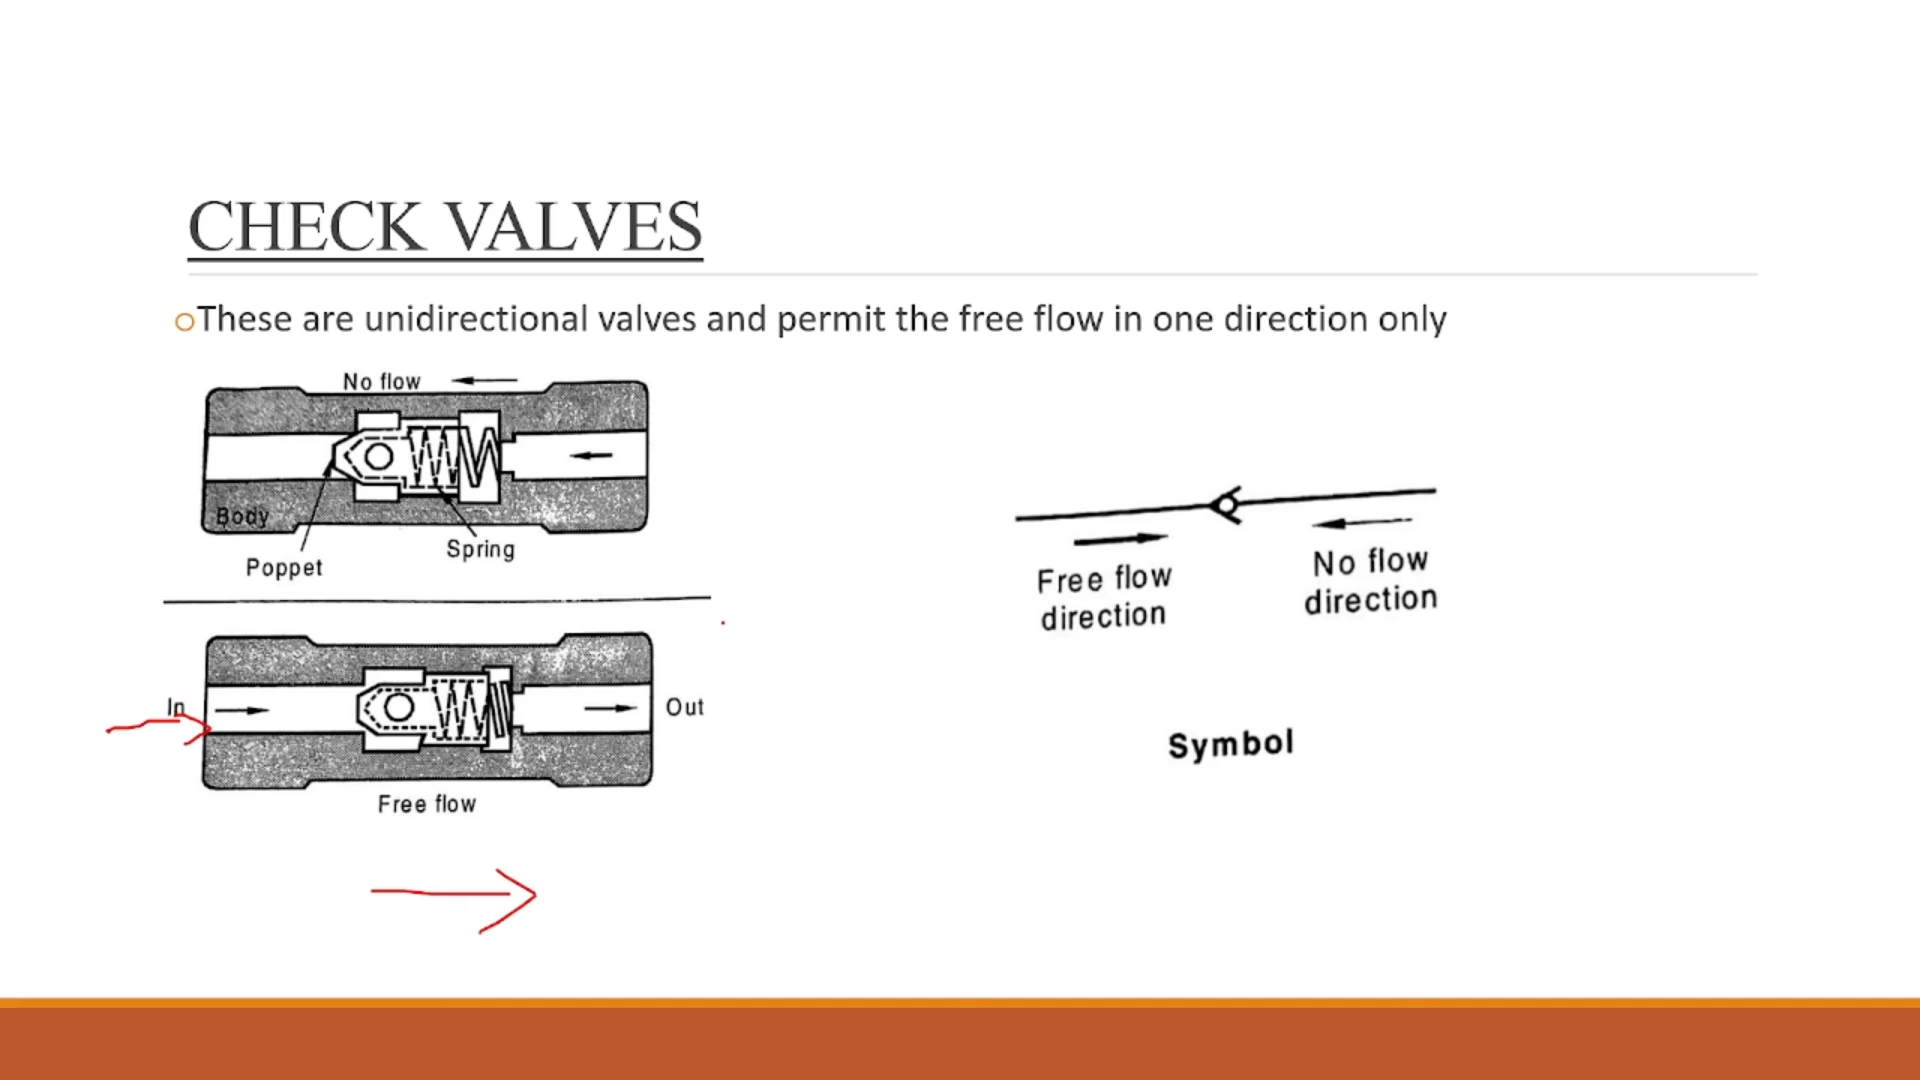 CHECK VALVES
These are unidirectional valves and permit the free flow in one direction only
No flow
Body
Poppet
Spring
In
Out
Free flow
Free flow
direction
No flow
direction
Symbol